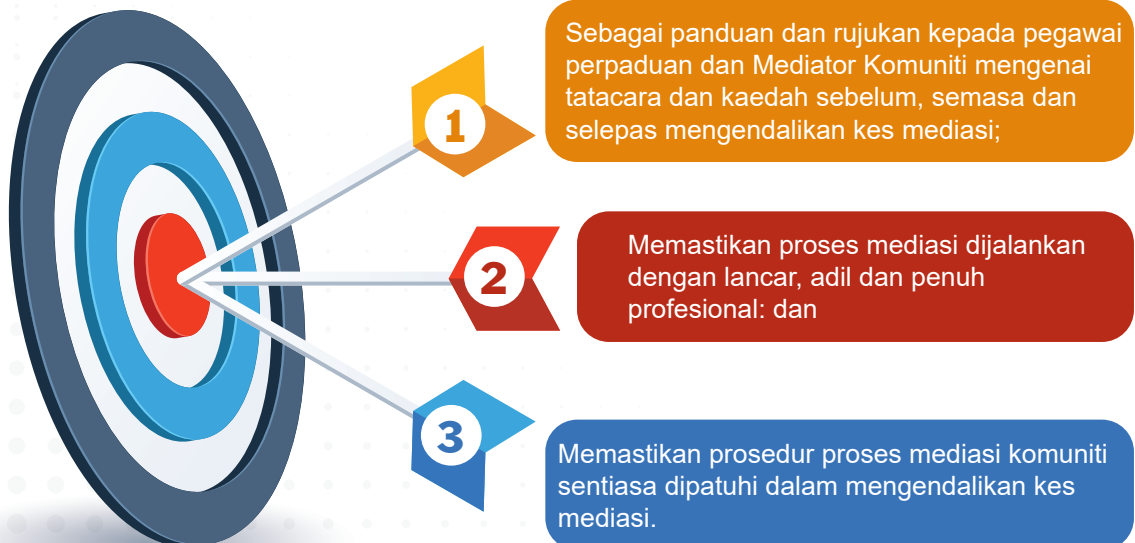 1
Sebagai panduan dan rujukan kepada pegawai
perpaduan dan Mediator Komuniti mengenai
tatacara dan kaedah sebelum, semasa dan
selepas mengendalikan kes mediasi;
2
Memastikan proses mediasi dijalankan
dengan lancar, adil dan penuh
profesional: dan
3
Memastikan prosedur proses mediasi komuniti
sentiasa dipatuhi dalam mengendalikan kes
mediasi.